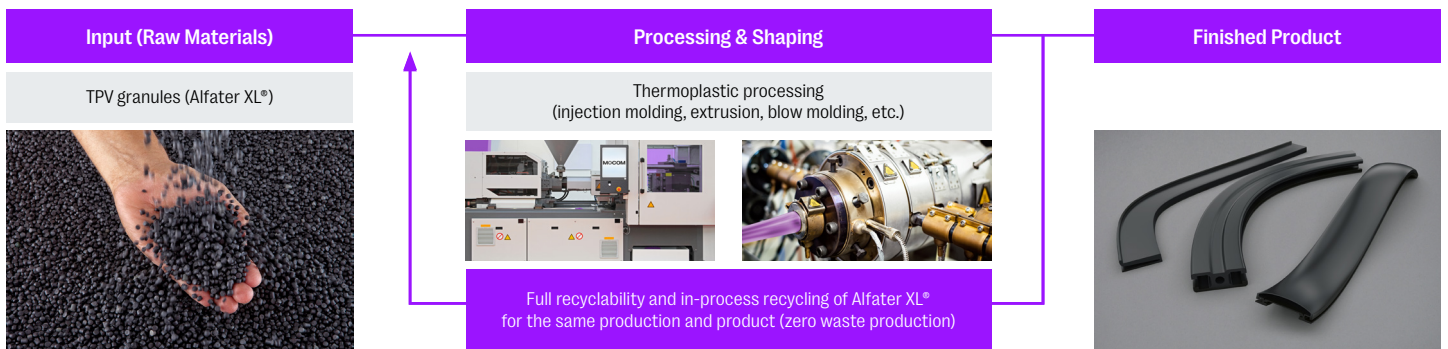 Input (Raw Materials)
Processing & Shaping
Finished Product
TPV granules (Alfater XL®)
Thermoplastic processing
(injection molding, extrusion, blow molding, etc.)
MOCOM
Full recyclability and in-process recycling of Alfater XL®
for the same production and product (zero waste production)